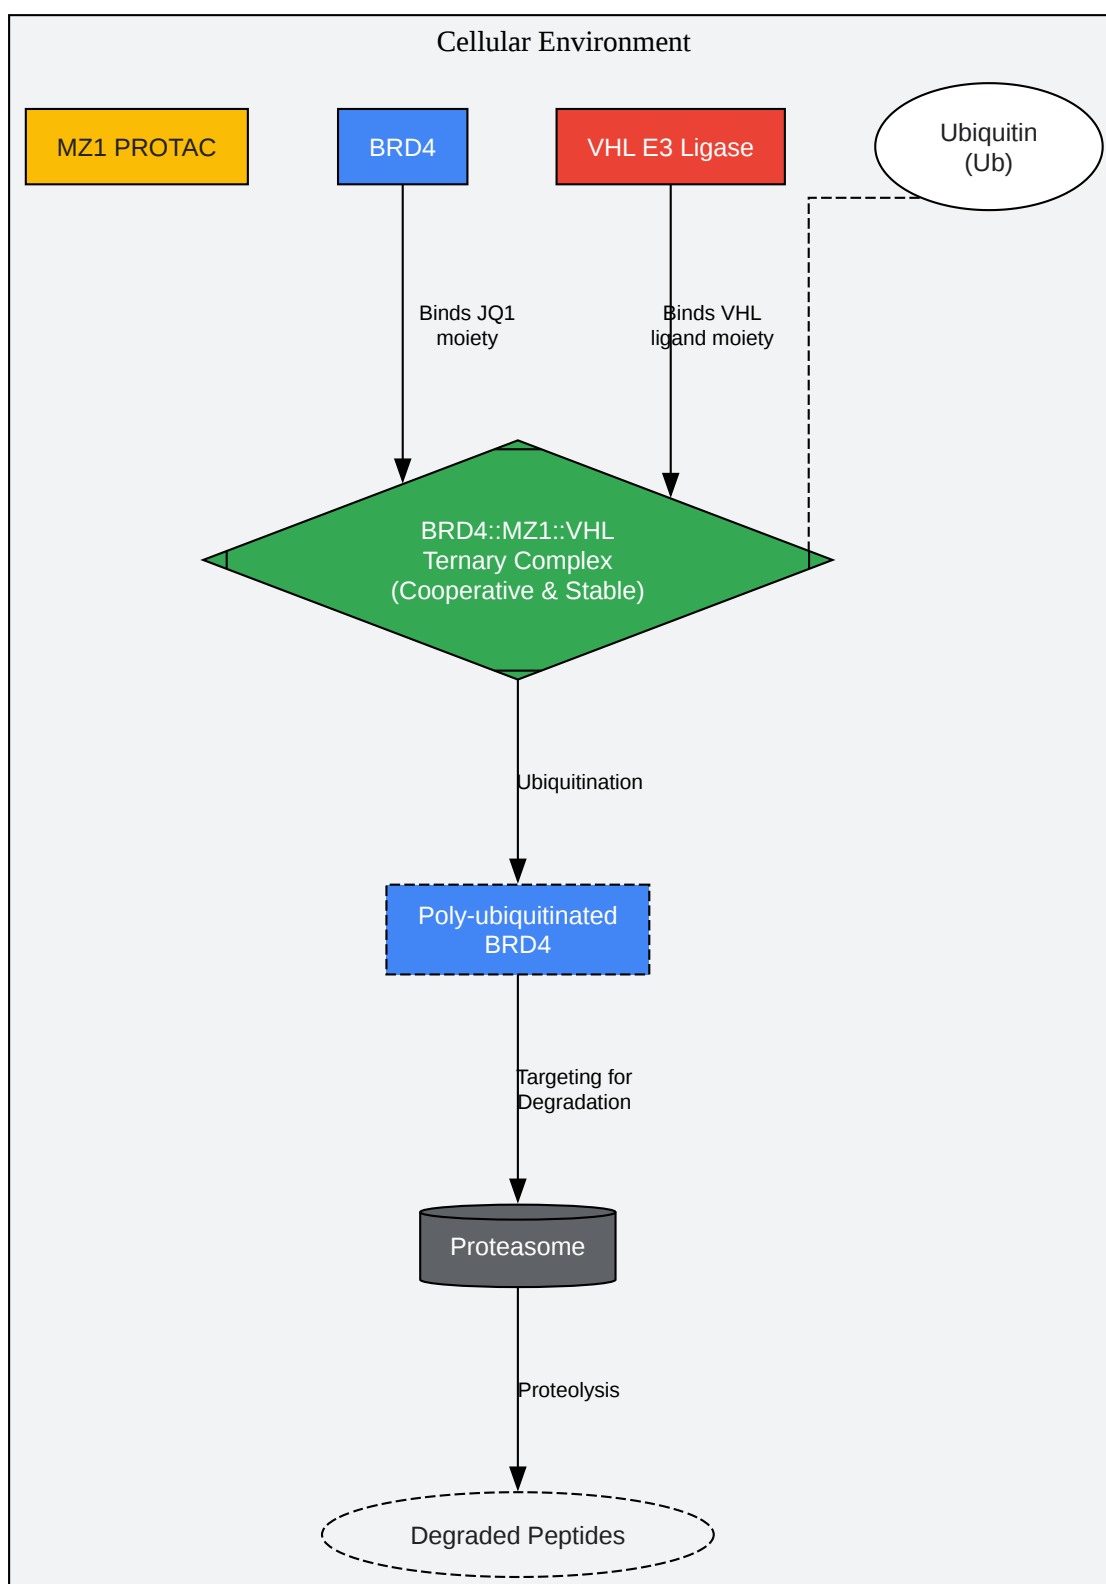 Cellular Environment
MZ1 PROTAC
BRD4
VHL E3 Ligase
Ubiquitin
(Ub)
Binds JQ1
moiety
Binds VHL
ligand moiety
BRD4::MZ1::VHL
Ternary Complex
(Cooperative & Stable)
Ubiquitination
Poly-ubiquitinated
BRD4
Targeting for
Degradation
Proteasome
Proteolysis
Degraded Peptides